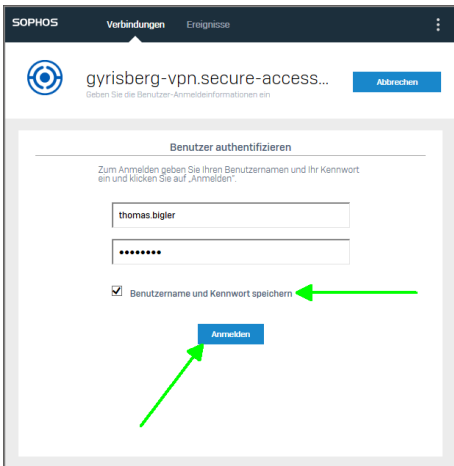 SOPHOS Verbindungen Ereignisse
gyrisberg-vpn.secure-access...
Abbrechen
Geben Sie die Benutzer-Anmeldeinformationen ein
Benutzer authentifizieren
Zum Anmelden geben Sie Ihren Benutzernamen und Ihr Kennwort
ein und klicken Sie auf „Anmelden".
thomas.bigler
••••••••
Benutzername und Kennwort speichern
Anmelden